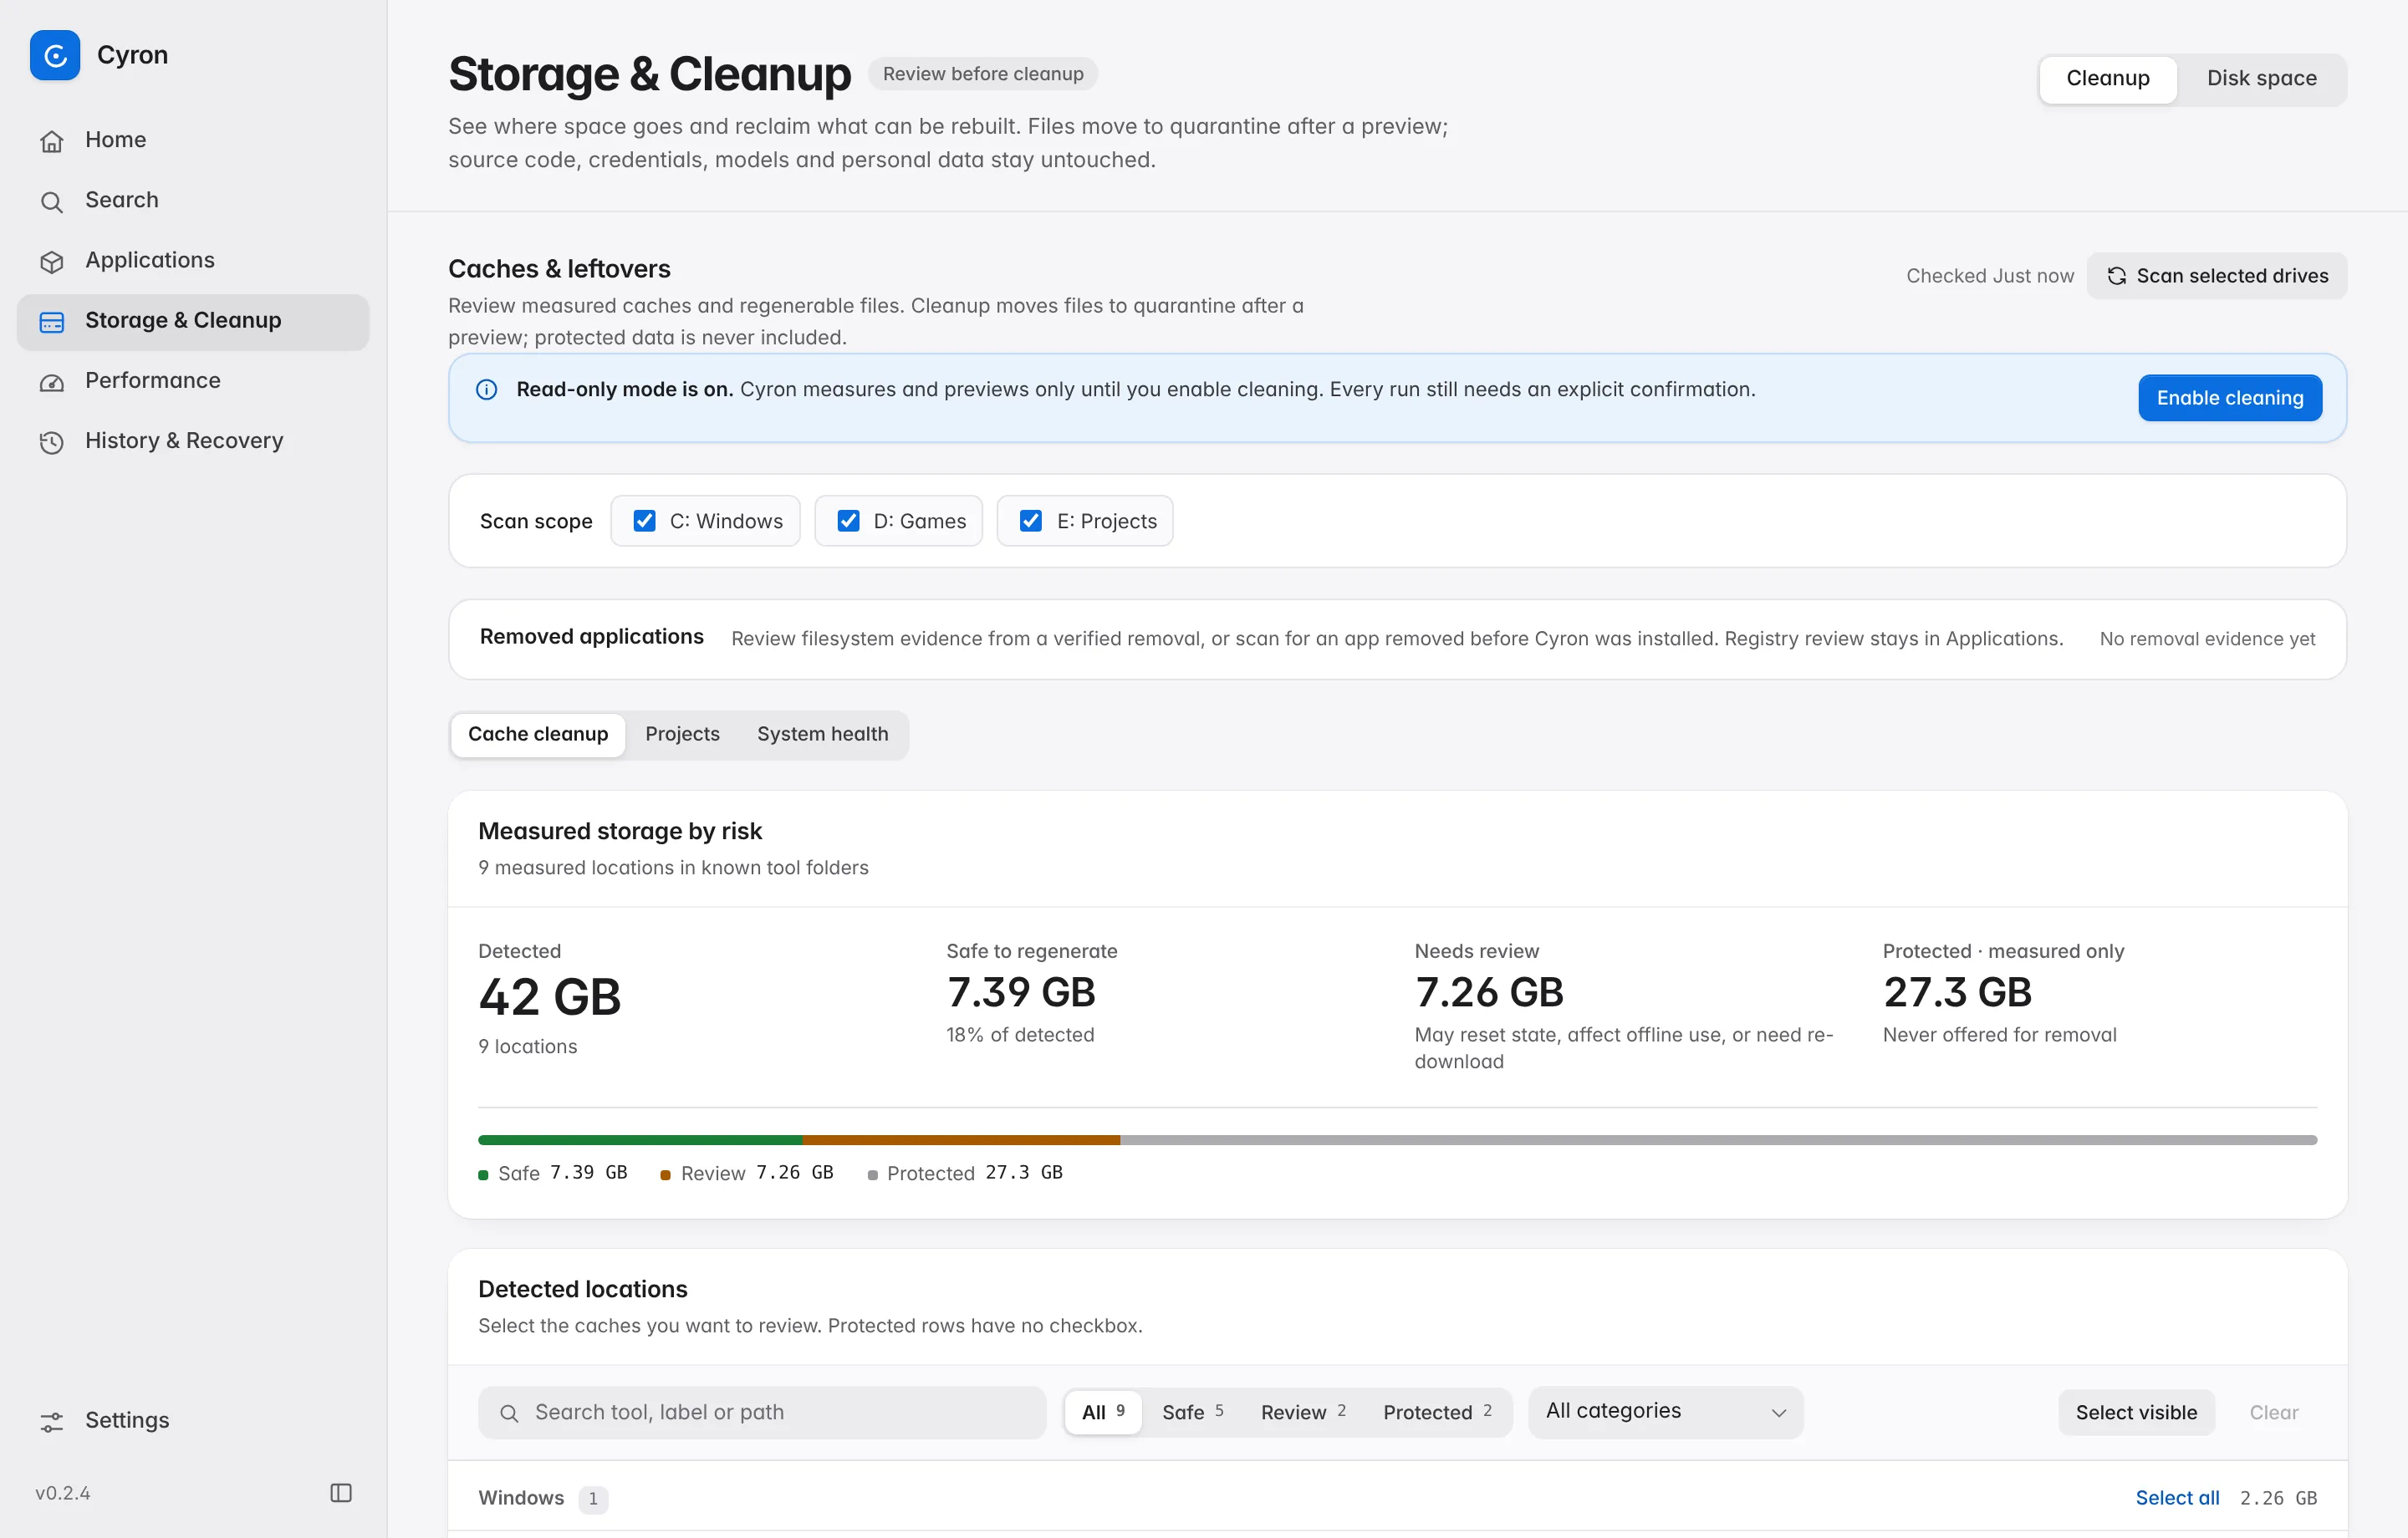 Cyron
Home
Search
Applications
Storage & Cleanup
Performance
History & Recovery
Settings
v0.2.4
Storage & Cleanup
Review before cleanup
See where space goes and reclaim what can be rebuilt. Files move to quarantine after a preview;
source code, credentials, models and personal data stay untouched.
Cleanup
Disk space
Caches & leftovers
Review measured caches and regenerable files. Cleanup moves files to quarantine after a
preview; protected data is never included.
Checked Just now
Scan selected drives
Read-only mode is on. Cyron measures and previews only until you enable cleaning. Every run still needs an explicit confirmation.
Enable cleaning
Scan scope
C: Windows
D: Games
E: Projects
Removed applications
Review filesystem evidence from a verified removal, or scan for an app removed before Cyron was installed. Registry review stays in Applications.
No removal evidence yet
Cache cleanup
Projects
System health
Measured storage by risk
9 measured locations in known tool folders
Detected
42 GB
9 locations
Safe to regenerate
7.39 GB
18% of detected
Needs review
7.26 GB
May reset state, affect offline use, or need re-
download
Protected · measured only
27.3 GB
Never offered for removal
Safe 7.39 GB
Review 7.26 GB
Protected 27.3 GB
Detected locations
Select the caches you want to review. Protected rows have no checkbox.
Search tool, label or path
All 9
Safe 5
Review 2
Protected 2
All categories
Select visible
Clear
Windows 1
Select all
2.26 GB